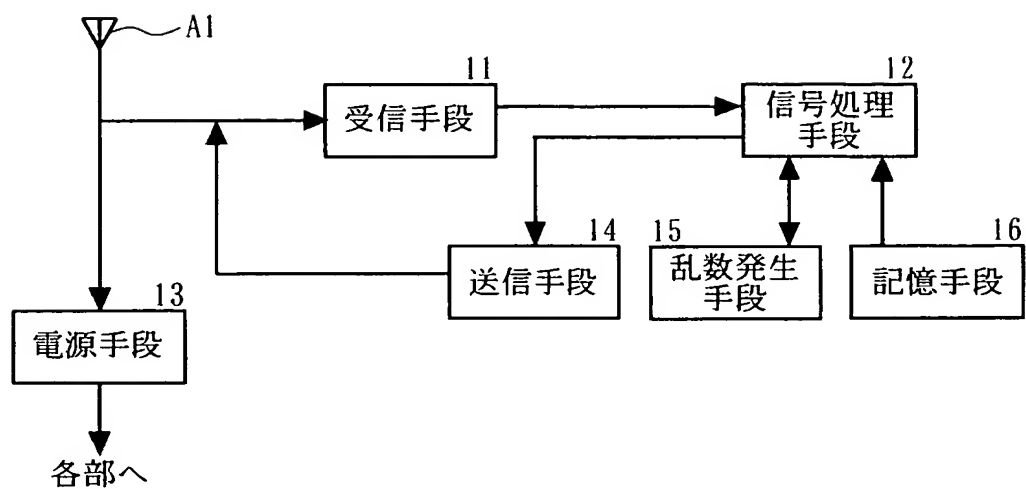 A1
11
受信手段
12
信号処理
手段
14
送信手段
15
乱数発生
手段
16
記憶手段
13
電源手段
各部へ